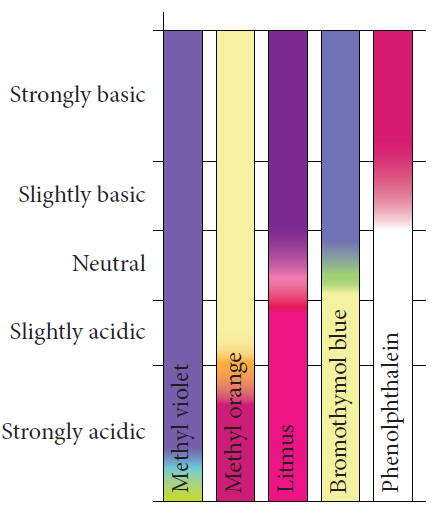 Strongly basic
Slightly basic
Neutral
Slightly acidic
Strongly acidic
Methyl violet
Methyl orange
Litmus
Bromothymol blue
Phenolphthalein